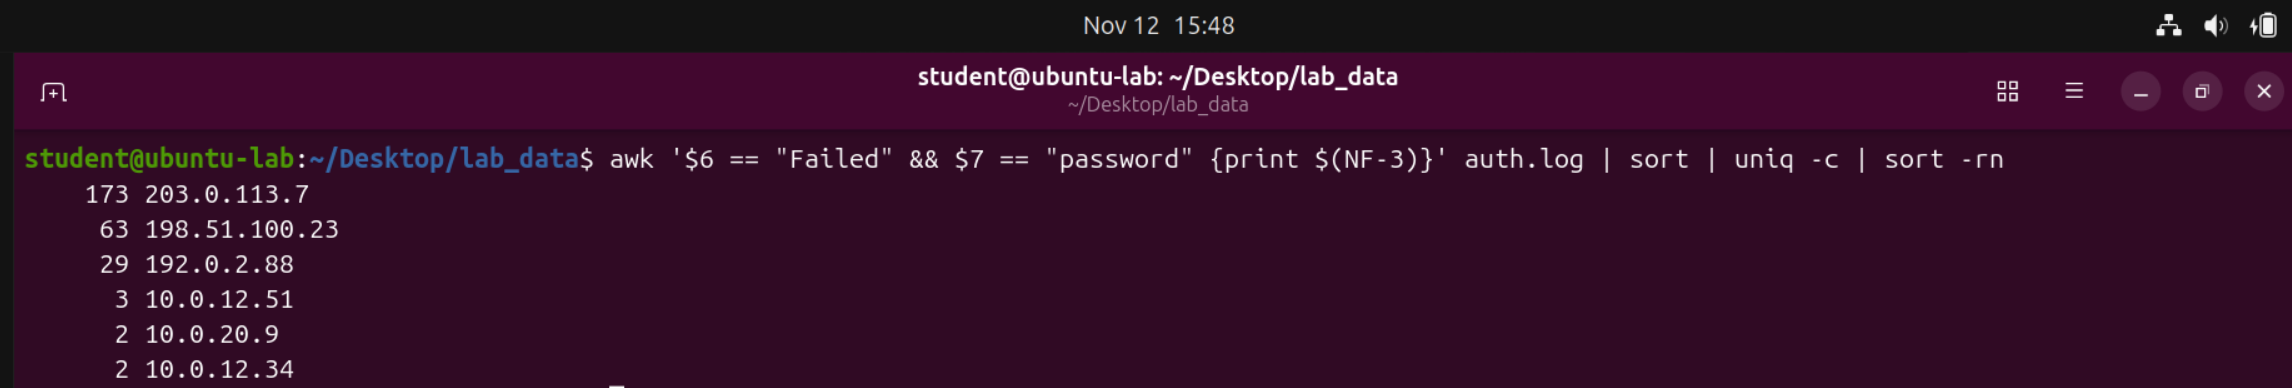 Nov 12 15:48
student@ubuntu-lab: ~/Desktop/lab_data
~/Desktop/lab_data
student@ubuntu-lab:~/Desktop/lab_data$ awk '$6 == "Failed" && $7 == "password" {print $(NF-3)}' auth.log | sort | uniq -c | sort -rn
    173 203.0.113.7
     63 198.51.100.23
     29 192.0.2.88
      3 10.0.12.51
      2 10.0.20.9
      2 10.0.12.34